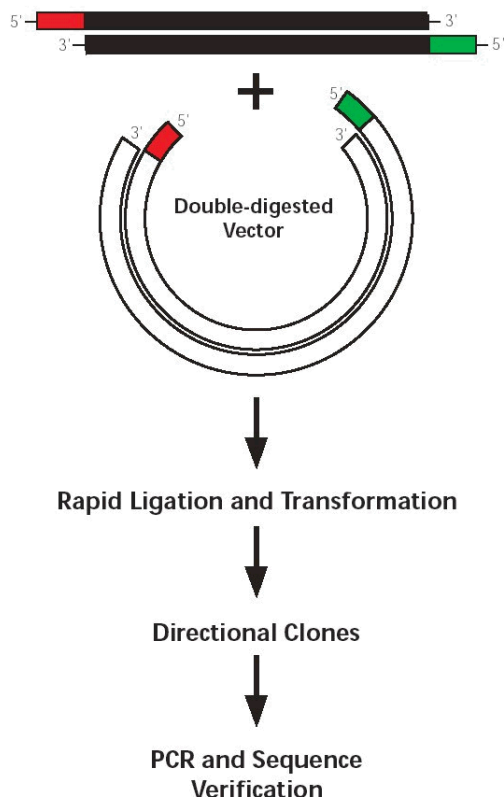 5' 3'
3' 5'
+
5'
3' 5' 3'
Double-digested
Vector
Rapid Ligation and Transformation
Directional Clones
PCR and Sequence
Verification